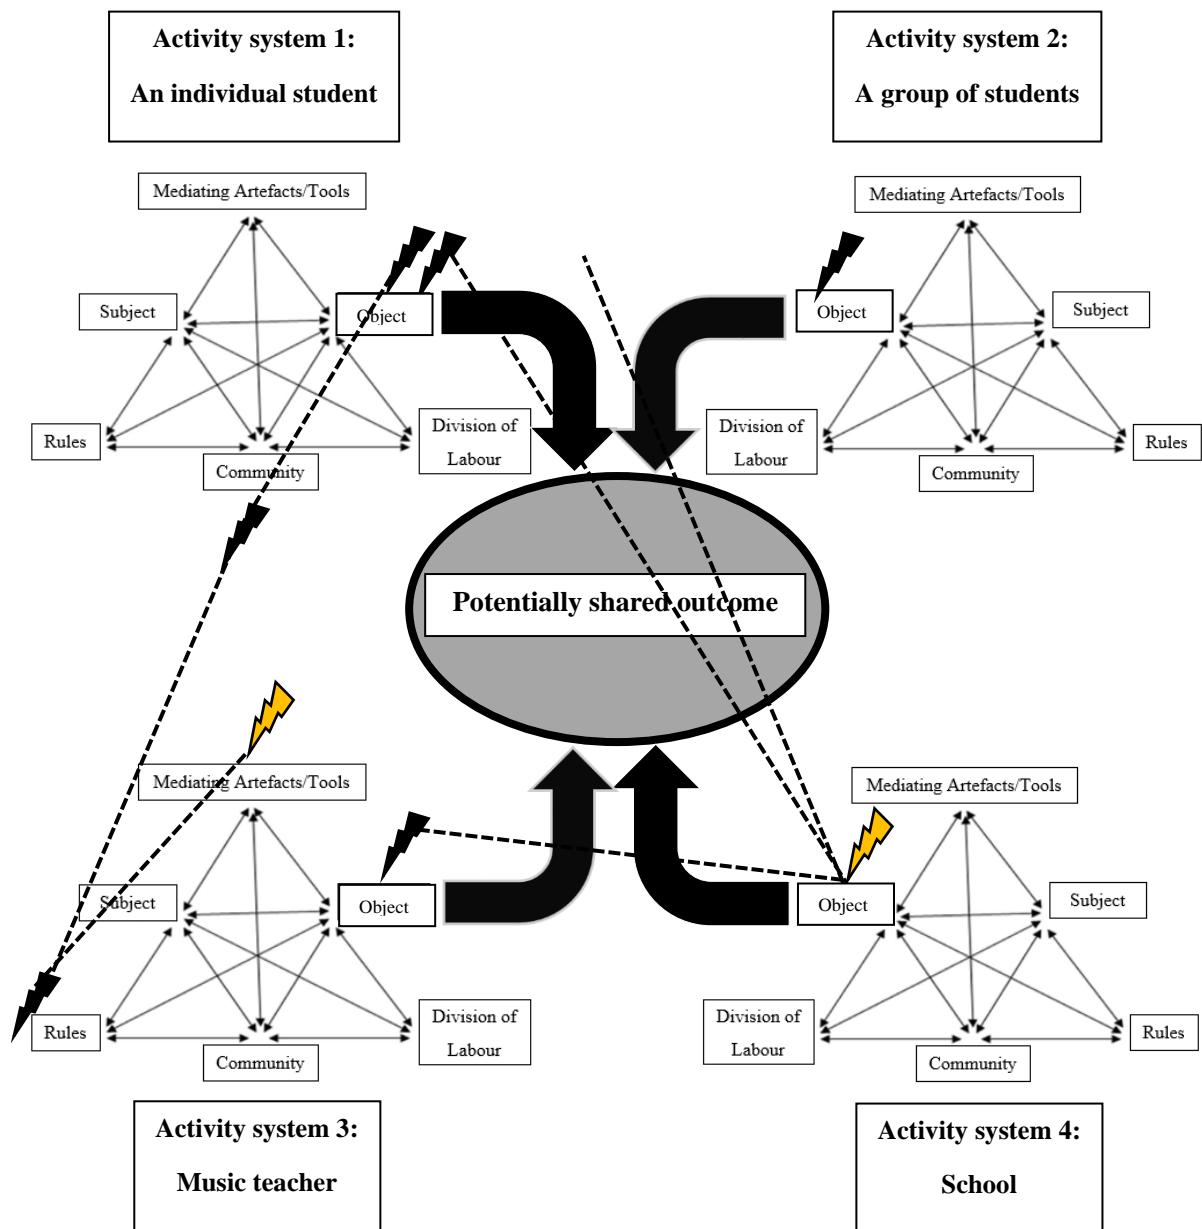 Activity system 1:
An individual student
Activity system 2:
A group of students
Mediating Artefacts/Tools
Subject
Object
Rules
Community
Division of
Labour
Mediating Artefacts/Tools
Object
Subject
Division of
Labour
Community
Rules
Potentially shared outcome
Mediating Artefacts/Tools
Subject
Object
Rules
Community
Division of
Labour
Mediating Artefacts/Tools
Object
Subject
Division of
Labour
Community
Rules
Activity system 3:
Music teacher
Activity system 4:
School